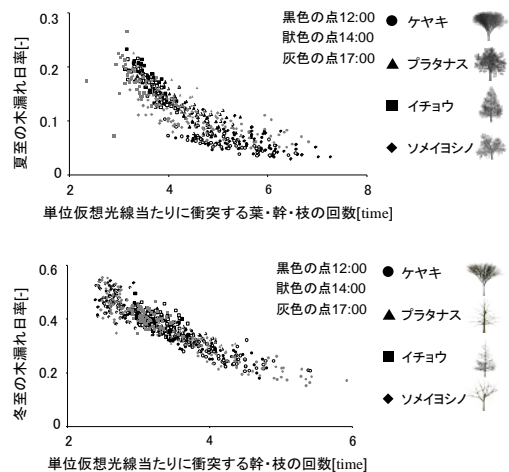 夏至の木漏れ日率[-]
0.3
0.2
0.1
0
2
4
6
8
単位仮想光線当たりに衝突する葉・幹・枝の回数[time]
黒色の点12:00
獣色の点14:00
灰色の点17:00
ケヤキ
プラタナス
イチョウ
ソメイヨシノ
冬至の木漏れ日率[-]
0.6
0.4
0.2
0
2
4
6
単位仮想光線当たりに衝突する幹・枝の回数[time]
黒色の点12:00
獣色の点14:00
灰色の点17:00
ケヤキ
プラタナス
イチョウ
ソメイヨシノ